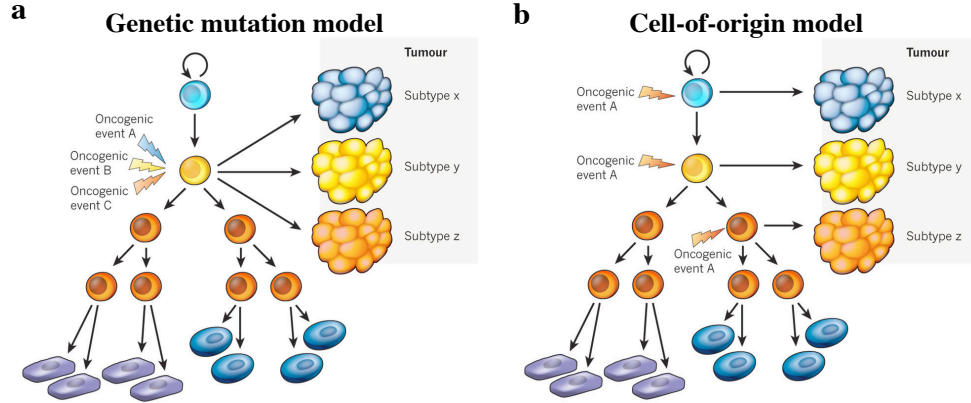 a
Genetic mutation model
Tumour
Subtype x
Oncogenic
event A
Oncogenic
event B
Oncogenic
event C
Subtype y
Subtype z
b
Cell-of-origin model
Tumour
Oncogenic
event A
Subtype x
Oncogenic
event A
Subtype y
Oncogenic
event A
Subtype z